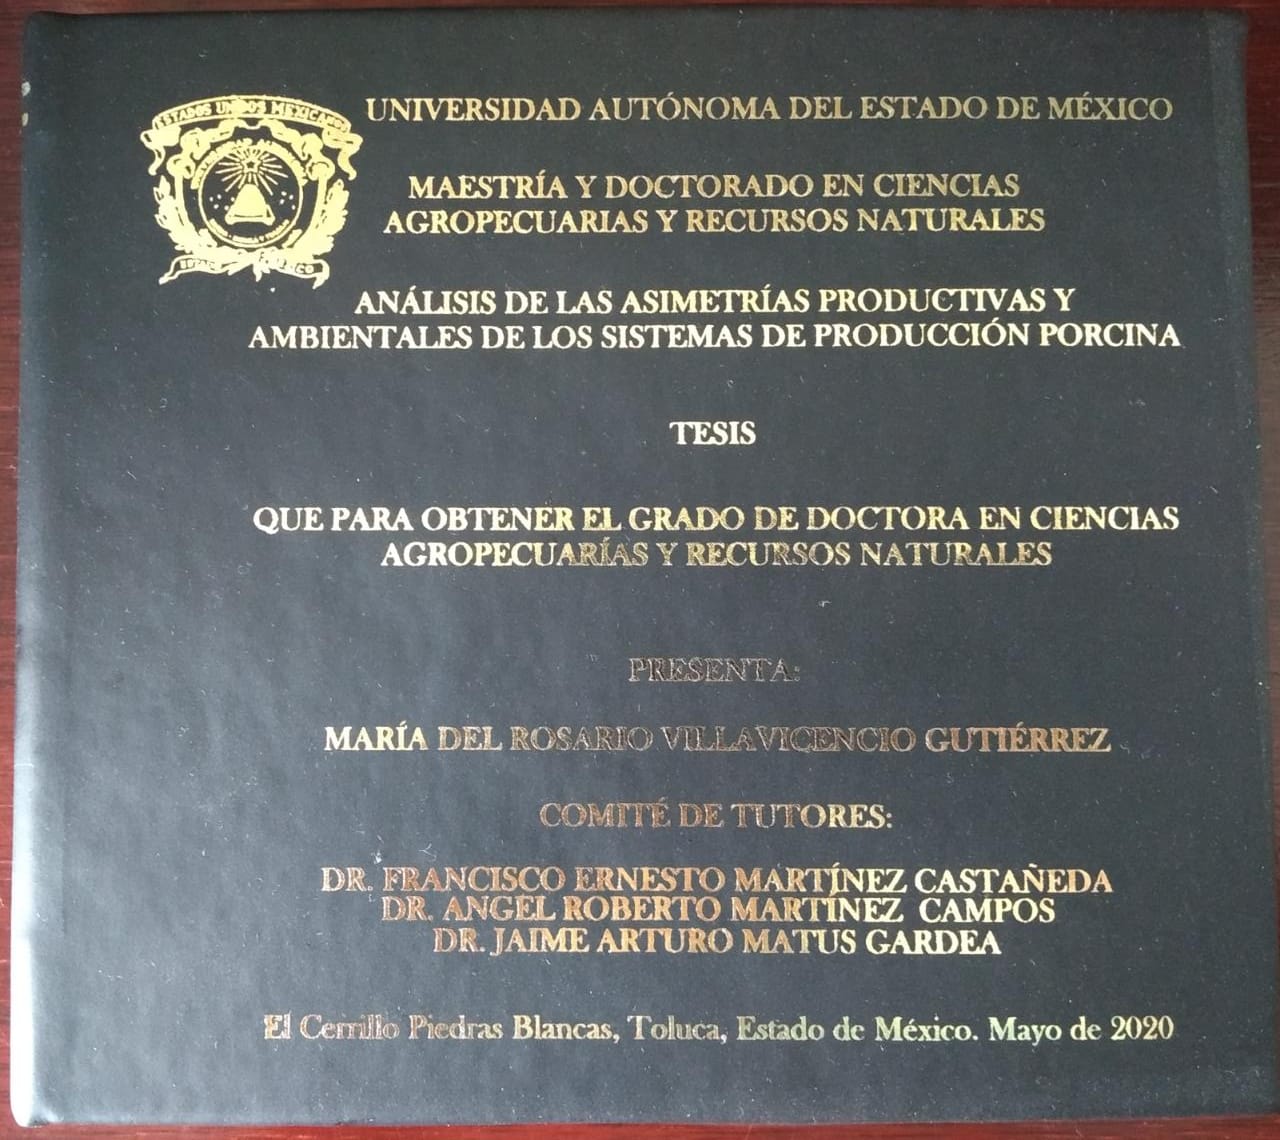 ESTADOS UNIDOS MEXICANOS
UNIVERSIDAD AUTÓNOMA DEL ESTADO DE MÉXICO
MAESTRÍA Y DOCTORADO EN CIENCIAS
AGROPECUARIAS Y RECURSOS NATURALES
ANÁLISIS DE LAS ASIMETRÍAS PRODUCTIVAS Y
AMBIENTALES DE LOS SISTEMAS DE PRODUCCIÓN PORCINA
TESIS
QUE PARA OBTENER EL GRADO DE DOCTORA EN CIENCIAS
AGROPECUARÍAS Y RECURSOS NATURALES
PRESENTA:
MARÍA DEL ROSARIO VILLAVICENCIO GUTIÉRREZ
COMITÉ DE TUTORES:
DR. FRANCISCO ERNESTO MARTÍNEZ CASTAÑEDA
DR. ANGEL ROBERTO MARTÍNEZ CAMPOS
DR. JAIME ARTURO MATUS GARDEA
El Cerrillo Piedras Blancas, Toluca, Estado de México. Mayo de 2020